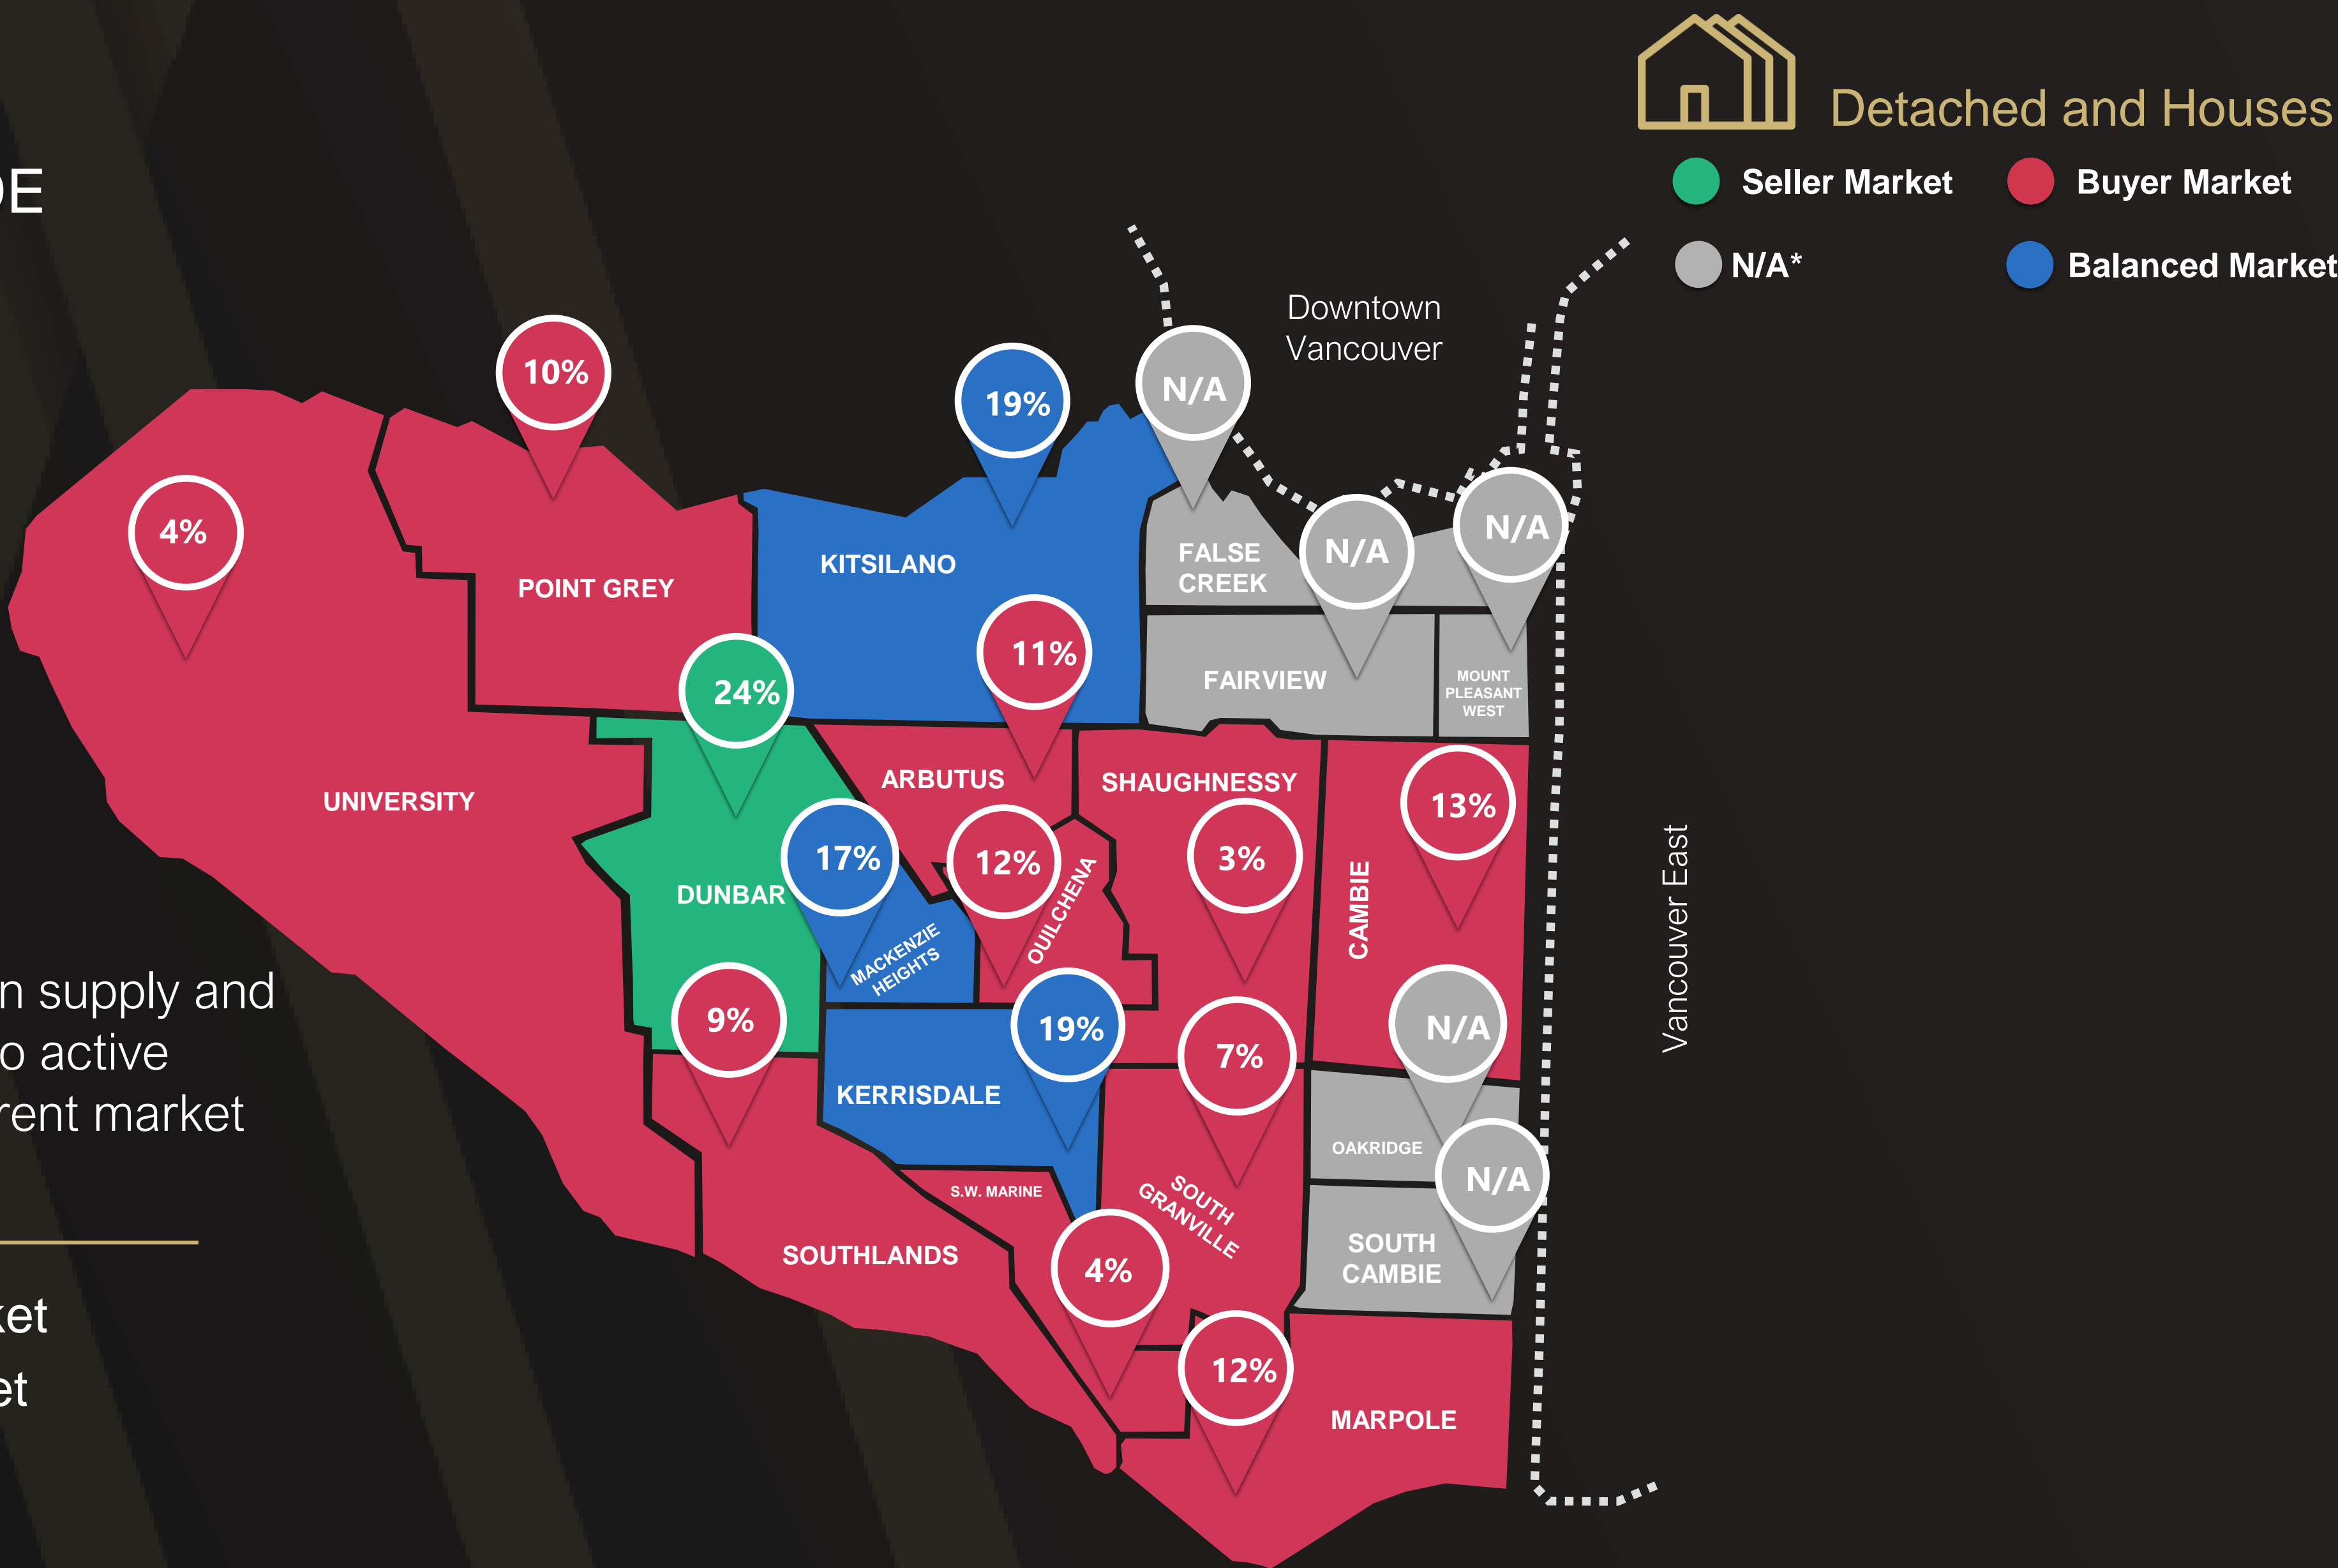 DE
n supply and
o active
rent market
ket
et
Detached and Houses
Seller Market
Buyer Market
N/A*
Balanced Market
Downtown
Vancouver
10%
19%
N/A
4%
N/A
N/A
KITSILANO
FALSE
CREEK
POINT GREY
11%
24%
FAIRVIEW
MOUNT
PLEASANT
WEST
UNIVERSITY
ARBUTUS
SHAUGHNESSY
13%
17%
12%
3%
DUNBAR
QUILCHENA
CAMBIE
Vancouver East
MACKENZIE
HEIGHTS
9%
19%
7%
N/A
KERRISDALE
OAKRIDGE
N/A
S.W. MARINE
SOUTH
GRANVILLE
SOUTHLANDS
SOUTH
CAMBIE
4%
12%
MARPOLE